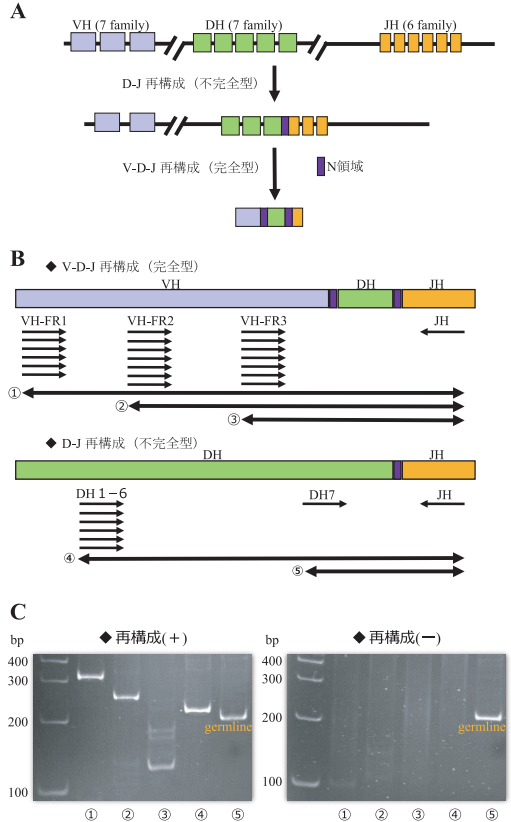 A
VH (7 family)
DH (7 family)
JH (6 family)
D-J 再構成（不完全型）
V-D-J 再構成（完全型）
N領域
B
◆ V-D-J 再構成（完全型）
VH
DH
JH
VH-FR1
VH-FR2
VH-FR3
JH
①
②
③
◆ D-J 再構成（不完全型）
DH
JH
DH 1−6
DH7
JH
④
⑤
C
◆ 再構成(＋)
◆ 再構成(ー)
bp
400
300
200
100
germline
① ② ③ ④ ⑤
bp
400
300
200
100
germline
① ② ③ ④ ⑤